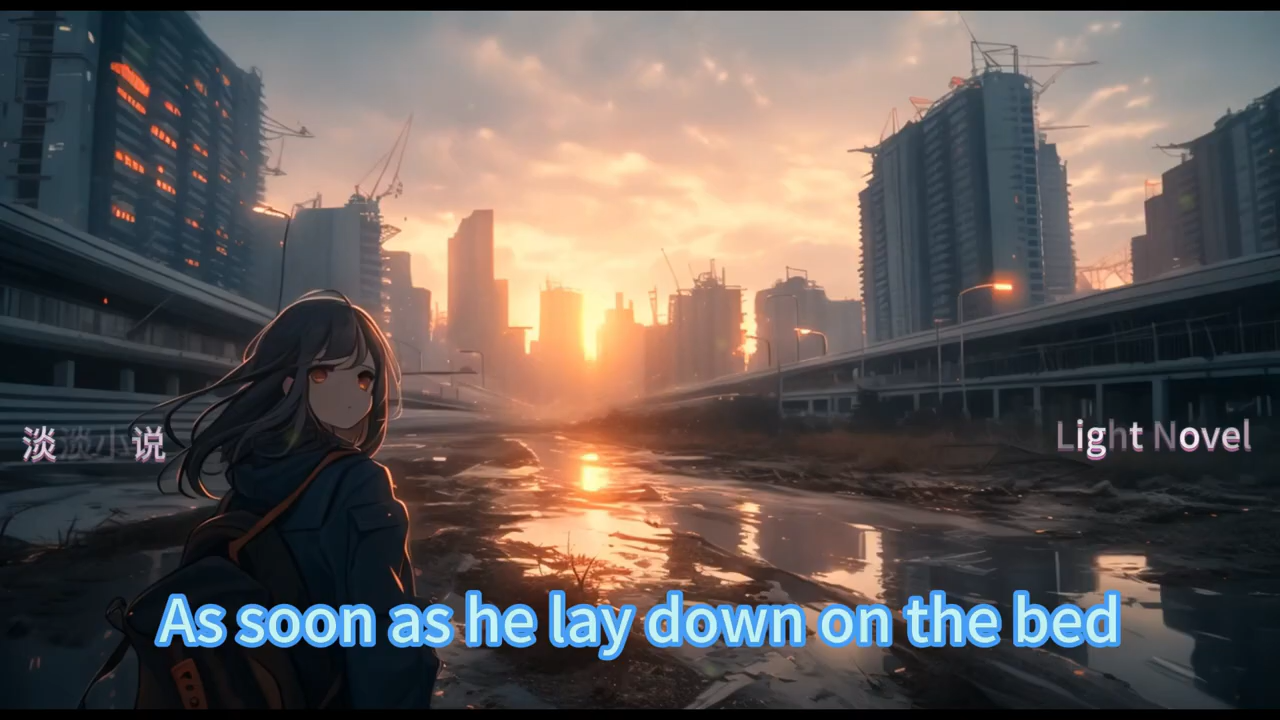 淡淡小说
Light Novel
As soon as he lay down on the bed